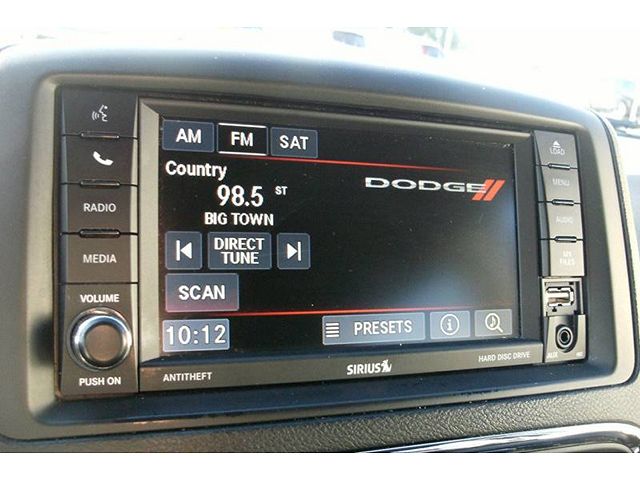 AM FM SAT
Country
98.5 ST
BIG TOWN
DODGE
DIRECT TUNE
SCAN
10:12 PRESETS
RADIO
MEDIA
VOLUME
PUSH ON
LOAD
MENU
AUDIO
MY FILES
AUX
ANTITHEFT
SIRIUS
HARD DISC DRIVE